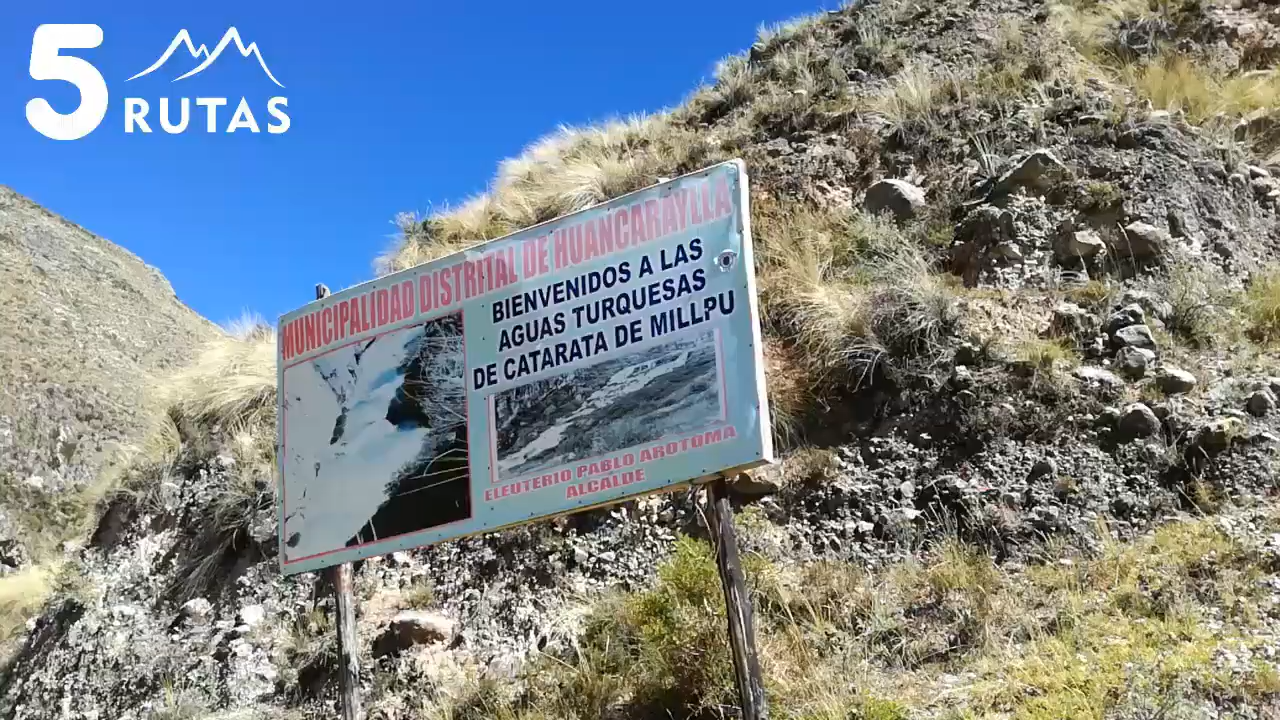 5 RUTAS
MUNICIPALIDAD DISTRITAL DE HUANCARAYLLA
BIENVENIDOS A LAS
AGUAS TURQUESAS
DE CATARATA DE MILLPU
ELEUTERIO PABLO AROTOMA
ALCALDE